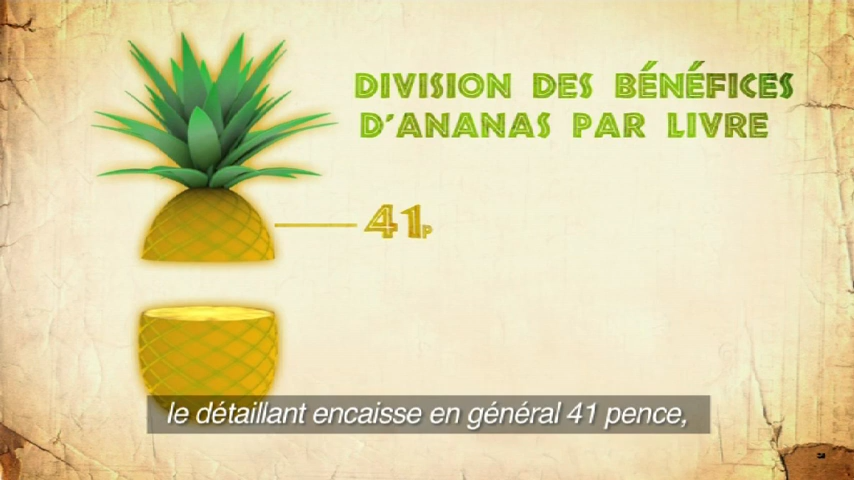 DIVISION DES BÉNÉFICES
D'ANANAS PAR LIVRE
41P
le détaillant encaisse en général 41 pence,